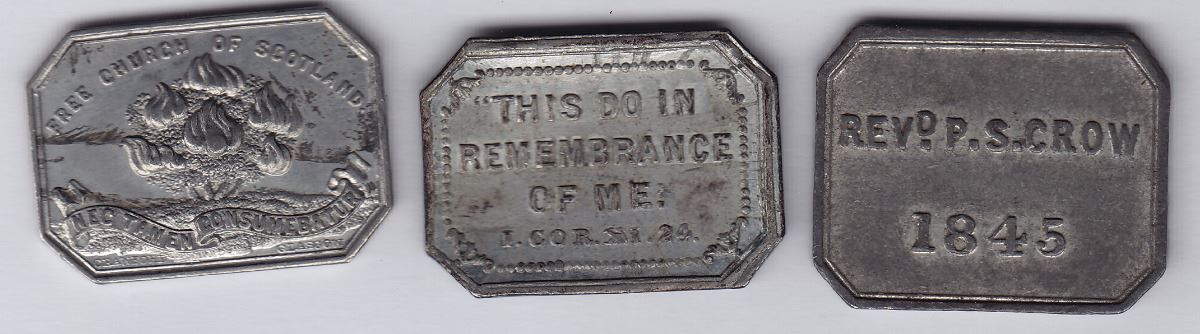 FREE CHURCH OF SCOTLAND
NEC TAMEN CONSUMEBATUR
GLASGOW
"THIS DO IN
REMEMBRANCE
OF ME."
I. COR. XI. 24.
REVD. P. S. CROW
1845